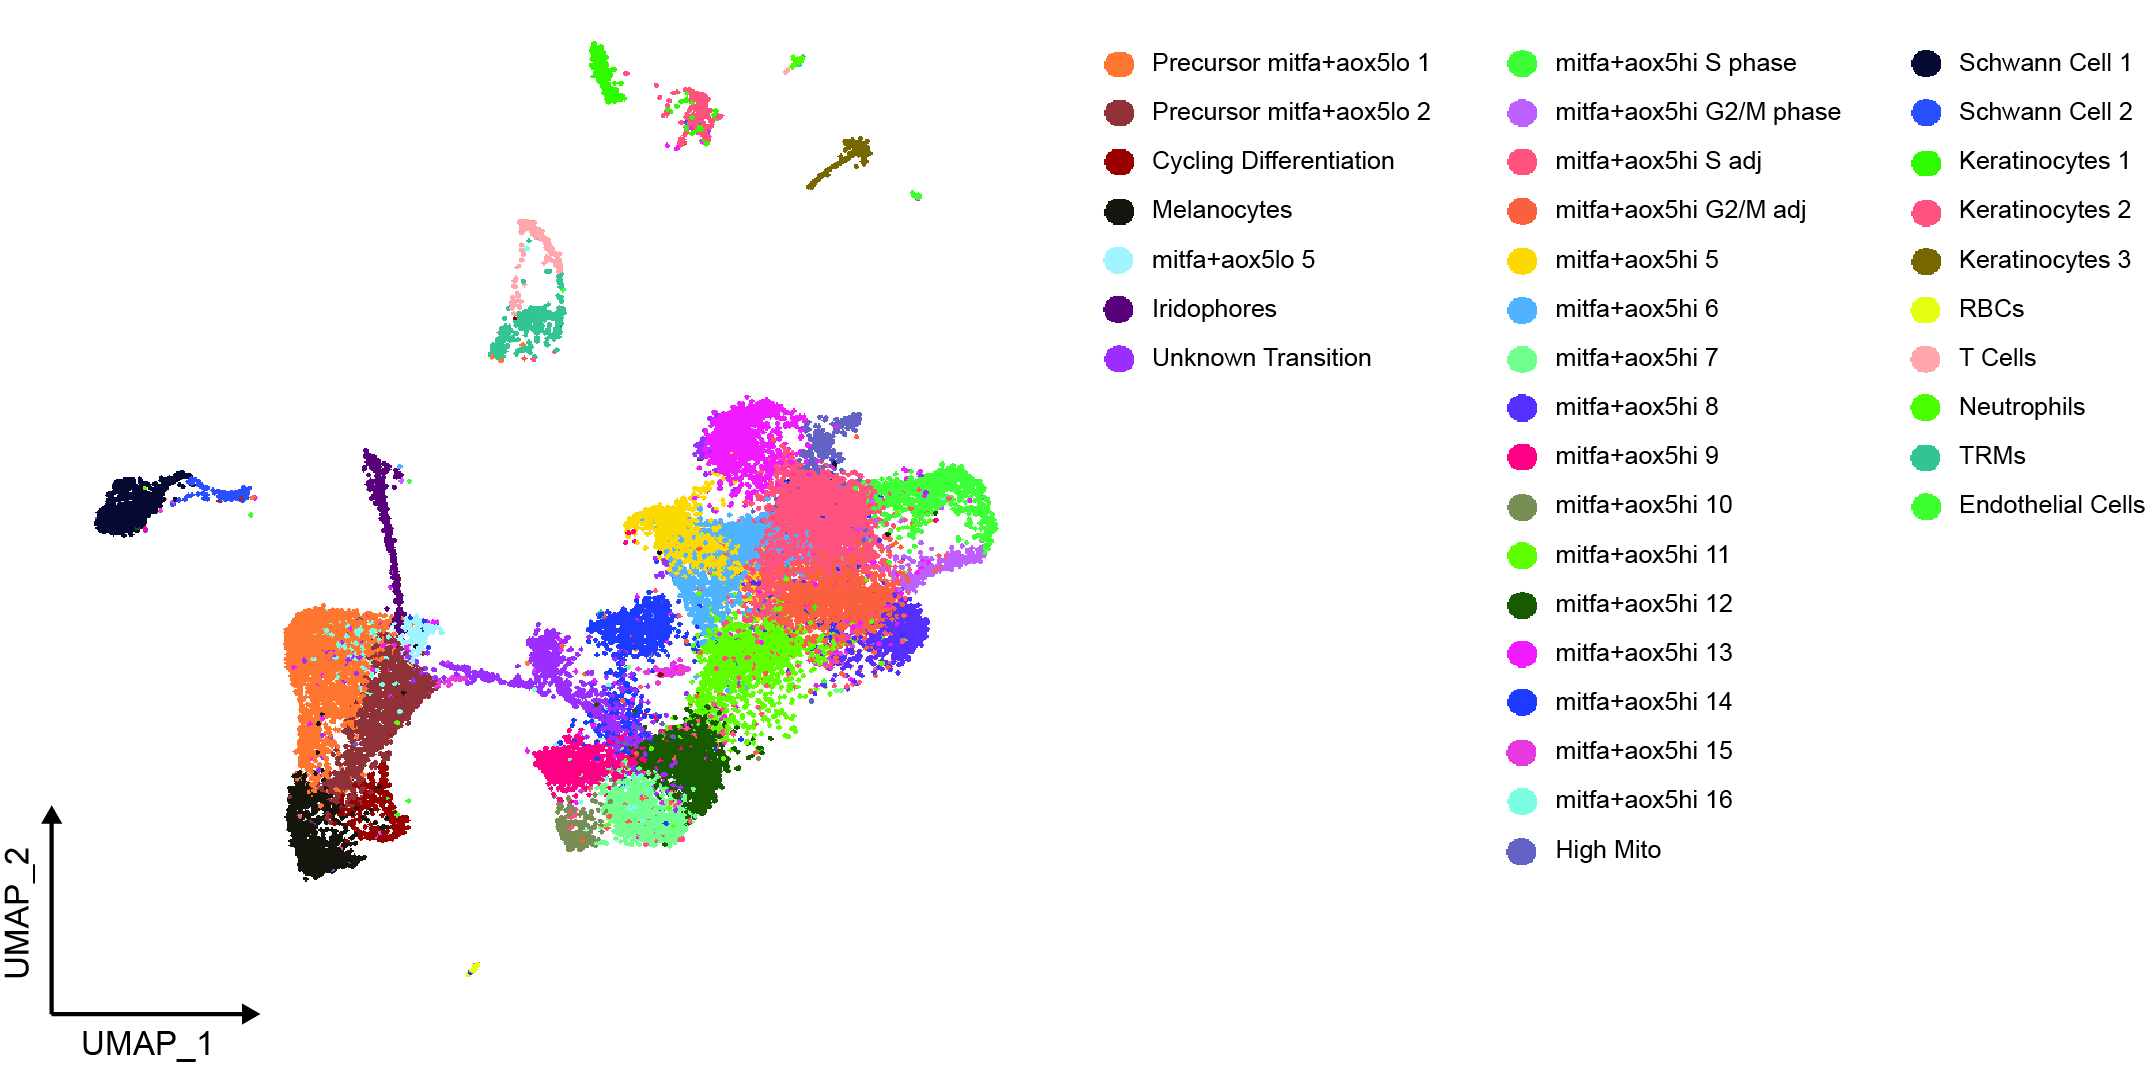 Precursor mitfa+aox5lo 1
Precursor mitfa+aox5lo 2
Cycling Differentiation
Melanocytes
mitfa+aox5lo 5
Iridophores
Unknown Transition
mitfa+aox5hi S phase
mitfa+aox5hi G2/M phase
mitfa+aox5hi S adj
mitfa+aox5hi G2/M adj
mitfa+aox5hi 5
mitfa+aox5hi 6
mitfa+aox5hi 7
mitfa+aox5hi 8
mitfa+aox5hi 9
mitfa+aox5hi 10
mitfa+aox5hi 11
mitfa+aox5hi 12
mitfa+aox5hi 13
mitfa+aox5hi 14
mitfa+aox5hi 15
mitfa+aox5hi 16
High Mito
Schwann Cell 1
Schwann Cell 2
Keratinocytes 1
Keratinocytes 2
Keratinocytes 3
RBCs
T Cells
Neutrophils
TRMs
Endothelial Cells
UMAP_2
UMAP_1